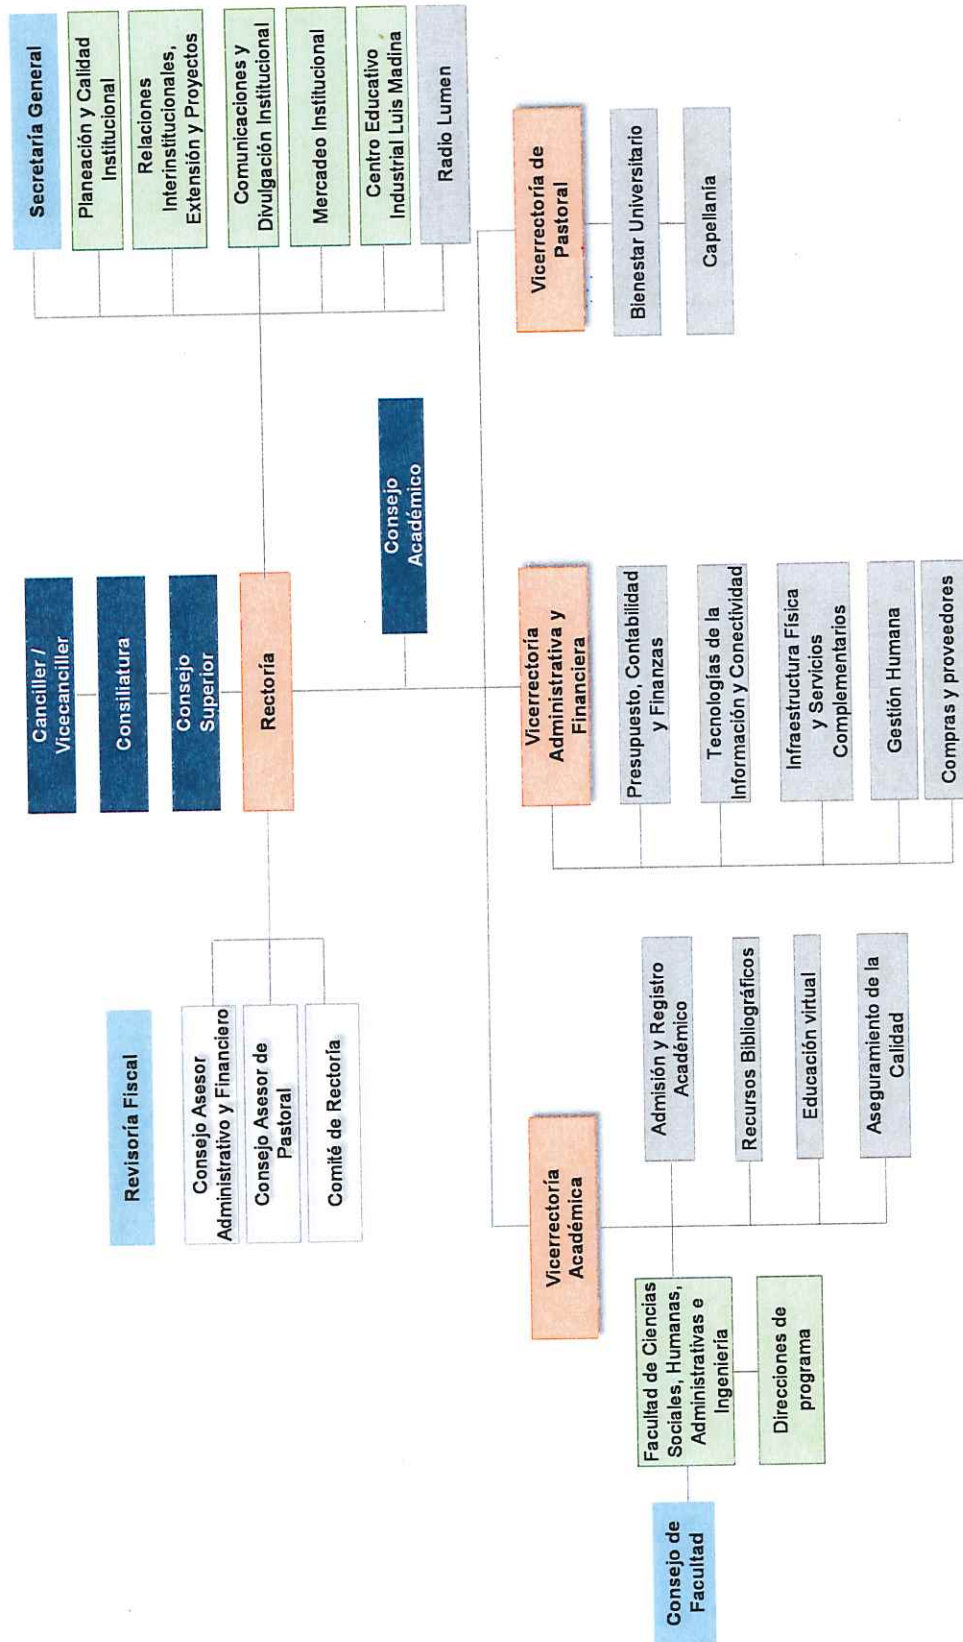 Canciller /
Vicecanciller
Consiliatura
Consejo
Superior
Rectoría
Revisoría Fiscal
Consejo Asesor
Administrativo y Financiero
Consejo Asesor de
Pastoral
Comité de Rectoría
Secretaría General
Planeación y Calidad
Institucional
Relaciones
Interinstitucionales,
Extensión y Proyectos
Comunicaciones y
Divulgación Institucional
Mercadeo Institucional
Centro Educativo
Industrial Luis Madina
Radio Lumen
Consejo
Académico
Vicerrectoría
Académica
Facultad de Ciencias
Sociales, Humanas,
Administrativas e
Ingeniería
Direcciones de
programa
Consejo de
Facultad
Admisión y Registro
Académico
Recursos Bibliográficos
Educación virtual
Aseguramiento de la
Calidad
Vicerrectoría
Administrativa y
Financiera
Presupuesto, Contabilidad
y Finanzas
Tecnologías de la
Información y Conectividad
Infraestructura Física
y Servicios
Complementarios
Gestión Humana
Compras y proveedores
Vicerrectoría de
Pastoral
Bienestar Universitario
Capellanía